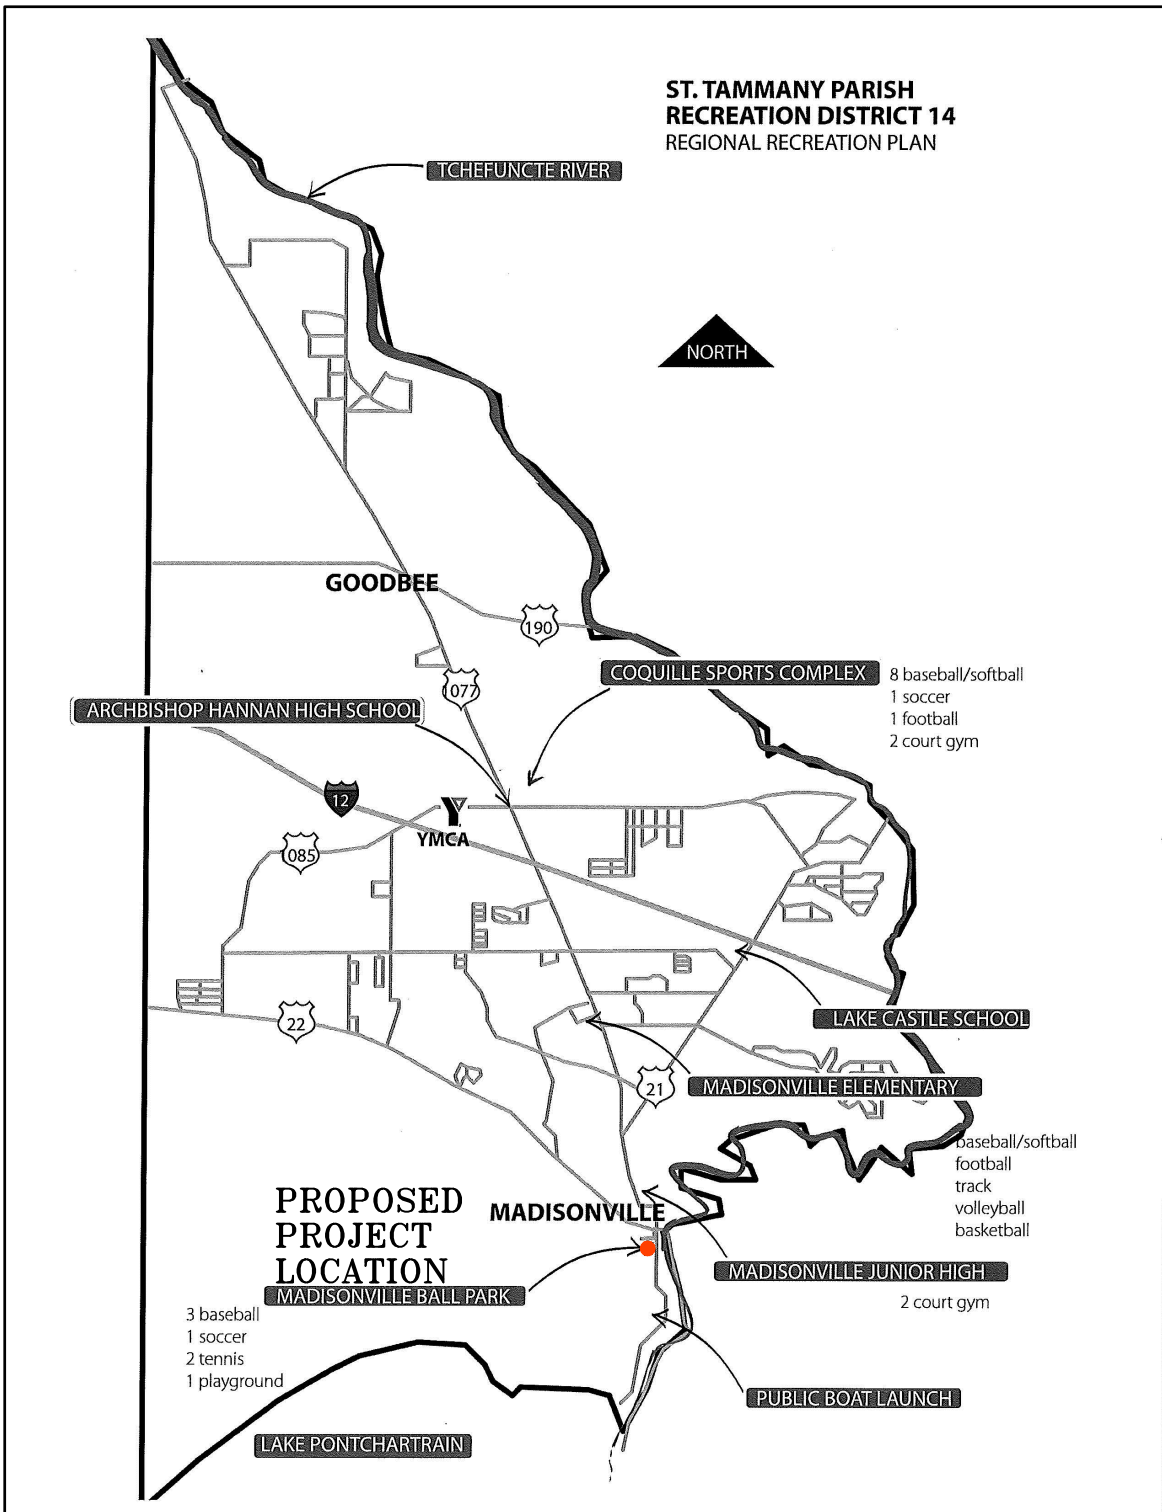 ST. TAMMANY PARISH
RECREATION DISTRICT 14
REGIONAL RECREATION PLAN
TCHEFUNCTE RIVER
NORTH
GOODBEE
190
COQUILLE SPORTS COMPLEX
8 baseball/softball
1 soccer
1 football
2 court gym
1077
ARCHBISHOP HANNAN HIGH SCHOOL
12
YMCA
1085
22
LAKE CASTLE SCHOOL
21
MADISONVILLE ELEMENTARY
baseball/softball
football
track
volleyball
basketball
PROPOSED
PROJECT
LOCATION
MADISONVILLE
MADISONVILLE JUNIOR HIGH
2 court gym
MADISONVILLE BALL PARK
3 baseball
1 soccer
2 tennis
1 playground
PUBLIC BOAT LAUNCH
LAKE PONTCHARTRAIN